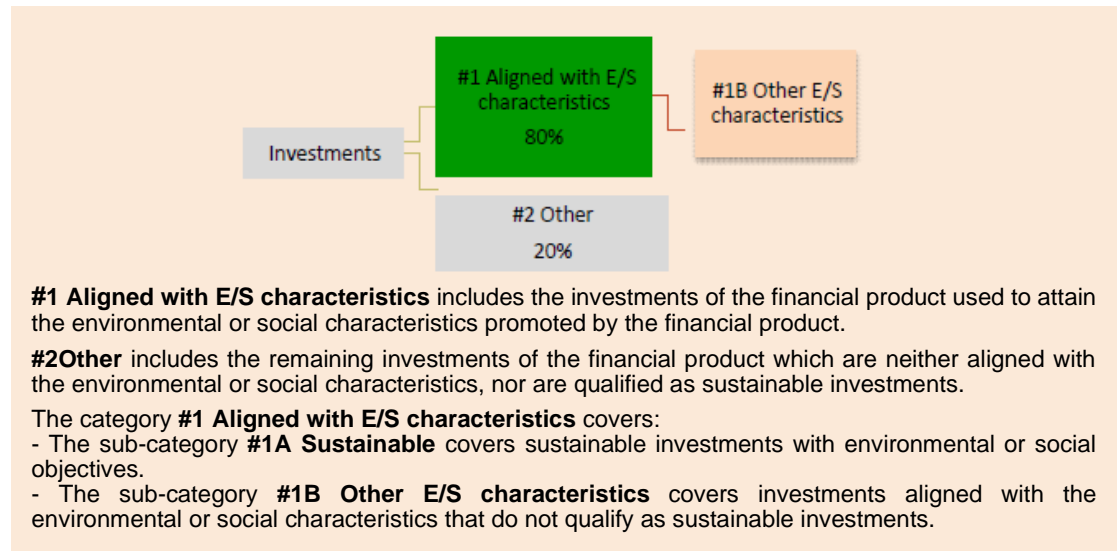 #1 Aligned with E/S
characteristics
80%
#1B Other E/S
characteristics
Investments
#2 Other
20%
#1 Aligned with E/S characteristics includes the investments of the financial product used to attain
the environmental or social characteristics promoted by the financial product.
#2Other includes the remaining investments of the financial product which are neither aligned with
the environmental or social characteristics, nor are qualified as sustainable investments.
The category #1 Aligned with E/S characteristics covers:
- The sub-category #1A Sustainable covers sustainable investments with environmental or social
objectives.
- The sub-category #1B Other E/S characteristics covers investments aligned with the
environmental or social characteristics that do not qualify as sustainable investments.